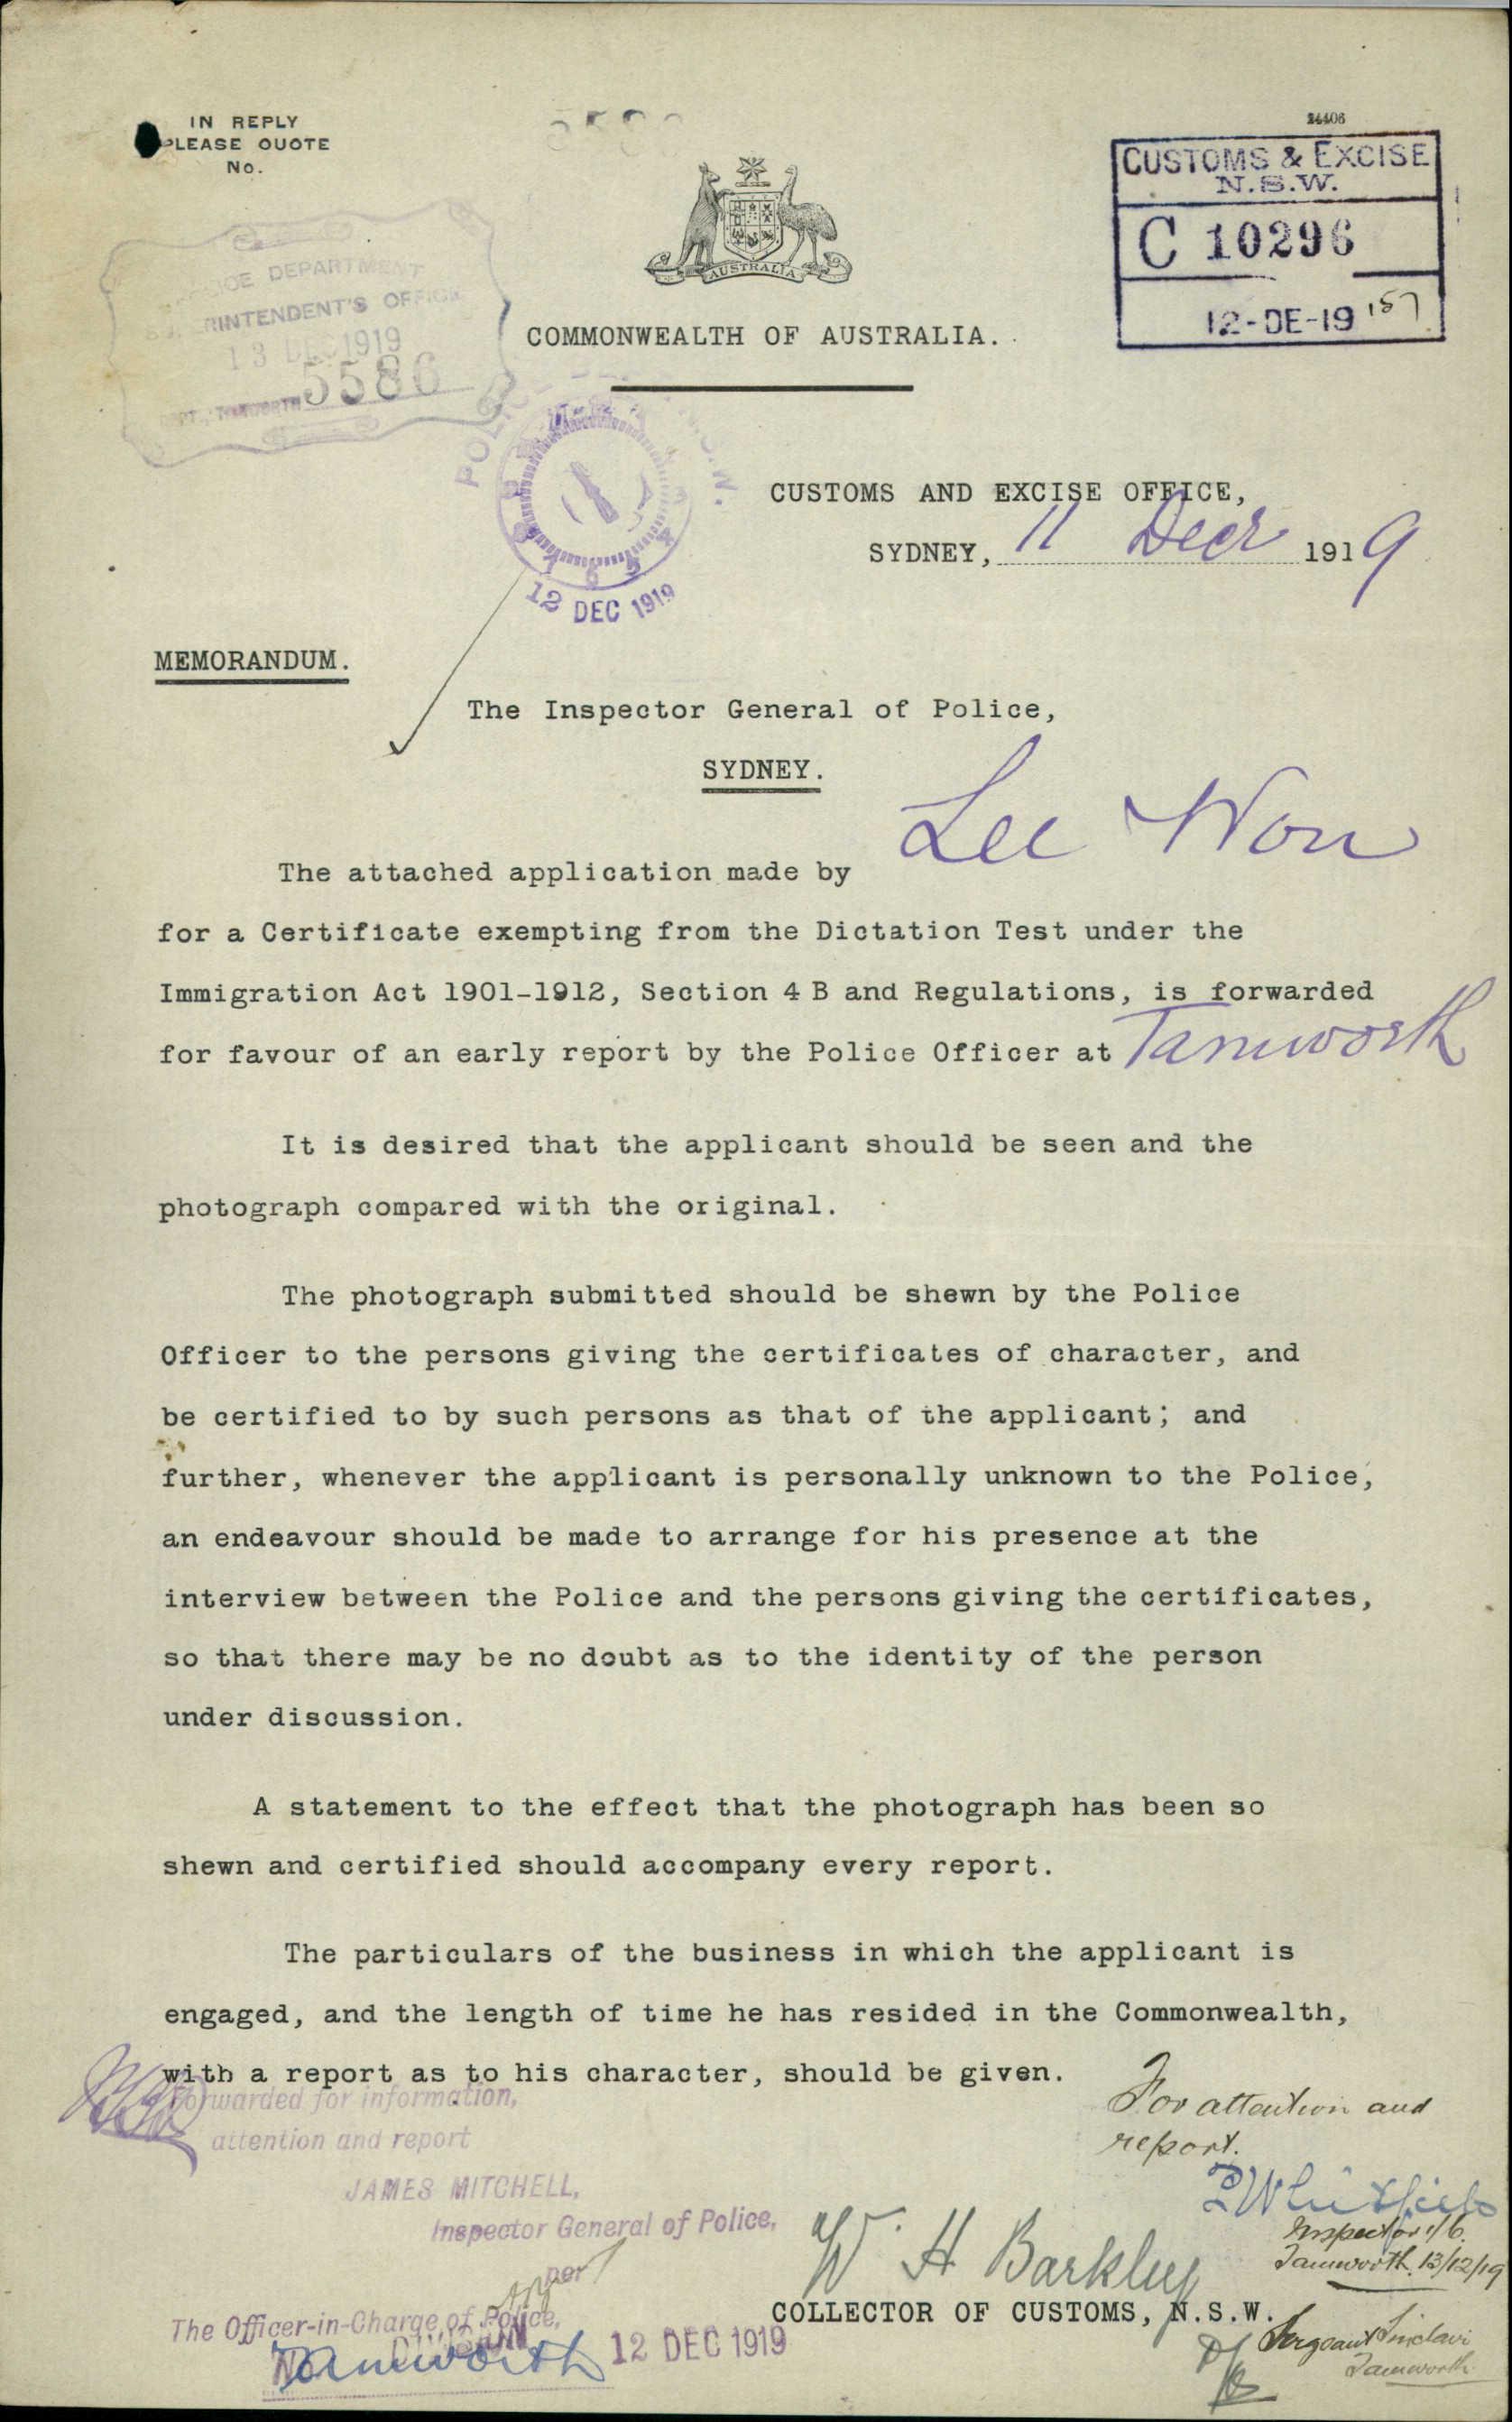 IN REPLY
PLEASE QUOTE
No.
24406
CUSTOMS & EXCISE
N.S.W.
C 10296
12-DE-19 157
AUSTRALIA
DEPARTMENT
RINTENDENT'S OFFICE
13 DEC 1919
5586
COMMONWEALTH OF AUSTRALIA.
CUSTOMS AND EXCISE OFFICE,
SYDNEY, 11 Decr 1919
12 DEC 1919
MEMORANDUM.
The Inspector General of Police,
SYDNEY.
The attached application made by Lee Won
for a Certificate exempting from the Dictation Test under the
Immigration Act 1901-1912, Section 4 B and Regulations, is forwarded
for favour of an early report by the Police Officer at Tamworth
It is desired that the applicant should be seen and the
photograph compared with the original.
The photograph submitted should be shewn by the Police
Officer to the persons giving the certificates of character, and
be certified to by such persons as that of the applicant; and
further, whenever the applicant is personally unknown to the Police,
an endeavour should be made to arrange for his presence at the
interview between the Police and the persons giving the certificates,
so that there may be no doubt as to the identity of the person
under discussion.
A statement to the effect that the photograph has been so
shewn and certified should accompany every report.
The particulars of the business in which the applicant is
engaged, and the length of time he has resided in the Commonwealth,
with a report as to his character, should be given.
Forwarded for information,
attention and report
JAMES MITCHELL,
Inspector General of Police,
per
The Officer-in-Charge of Police,
Tamworth 12 DEC 1919
For attention and
report.
Whitfield
Inspector
Tamworth. 13/12/19
W. H Barkley
COLLECTOR OF CUSTOMS, N.S.W.
Sergeant Sinclair
Tamworth